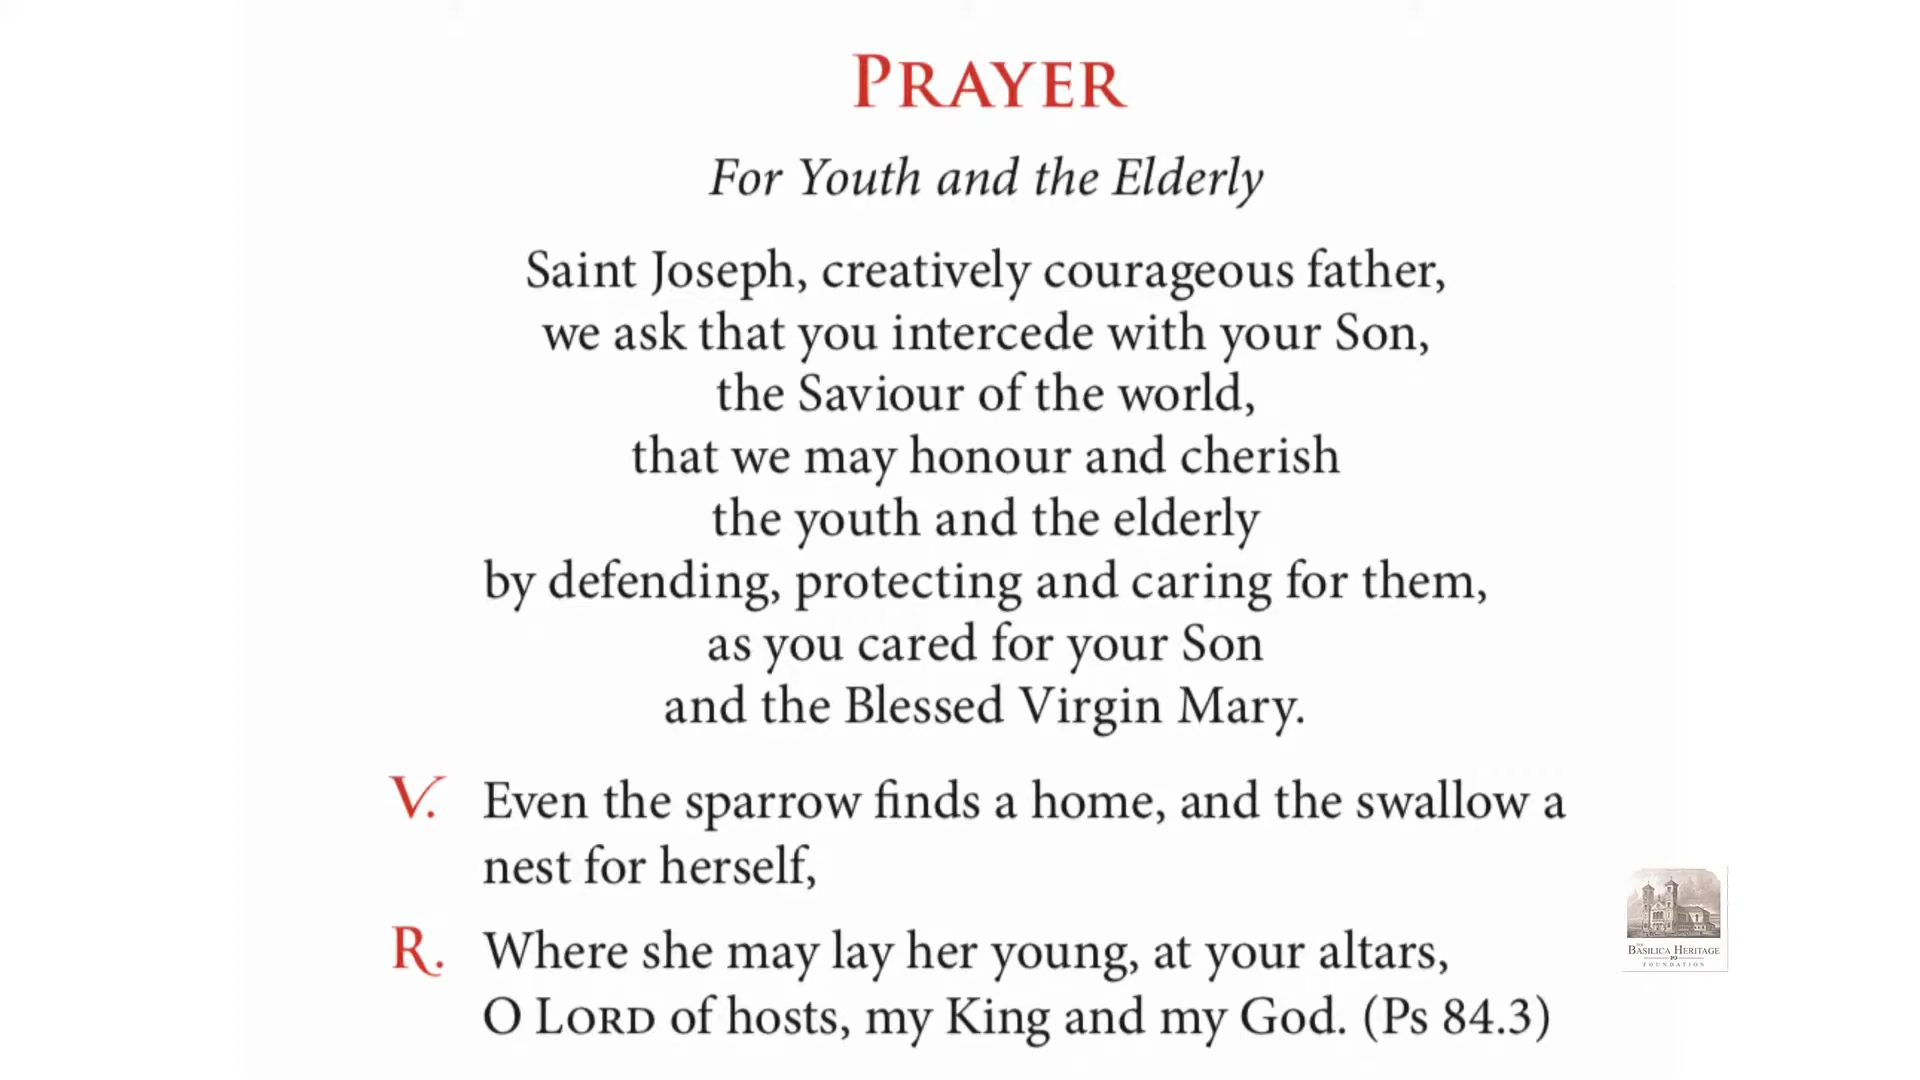 PRAYER
For Youth and the Elderly
Saint Joseph, creatively courageous father,
we ask that you intercede with your Son,
the Saviour of the world,
that we may honour and cherish
the youth and the elderly
by defending, protecting and caring for them,
as you cared for your Son
and the Blessed Virgin Mary.
V. Even the sparrow finds a home, and the swallow a
nest for herself,
R. Where she may lay her young, at your altars,
O LORD of hosts, my King and my God. (Ps 84.3)
THE
BASILICA HERITAGE
FOUNDATION